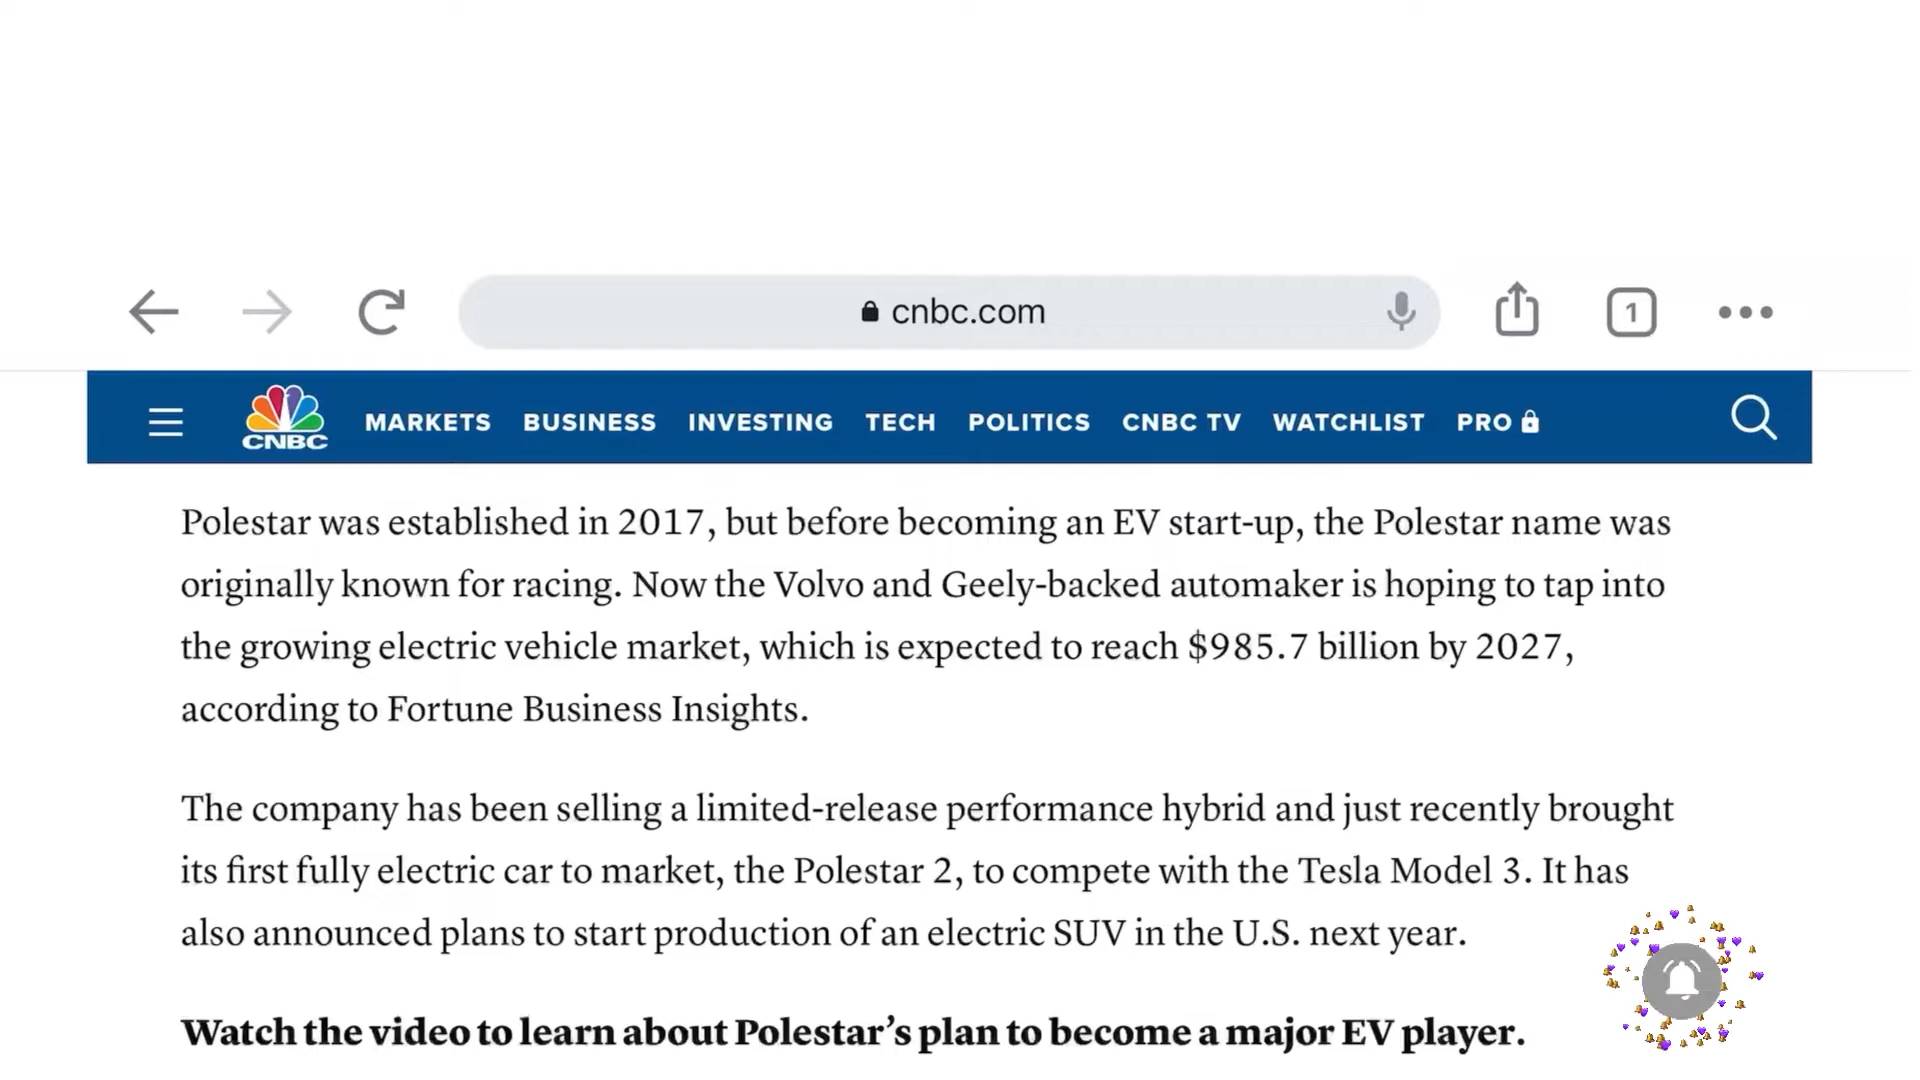 cnbc.com
1
CNBC MARKETS BUSINESS INVESTING TECH POLITICS CNBC TV WATCHLIST PRO
Polestar was established in 2017, but before becoming an EV start-up, the Polestar name was
originally known for racing. Now the Volvo and Geely-backed automaker is hoping to tap into
the growing electric vehicle market, which is expected to reach $985.7 billion by 2027,
according to Fortune Business Insights.
The company has been selling a limited-release performance hybrid and just recently brought
its first fully electric car to market, the Polestar 2, to compete with the Tesla Model 3. It has
also announced plans to start production of an electric SUV in the U.S. next year.
Watch the video to learn about Polestar’s plan to become a major EV player.